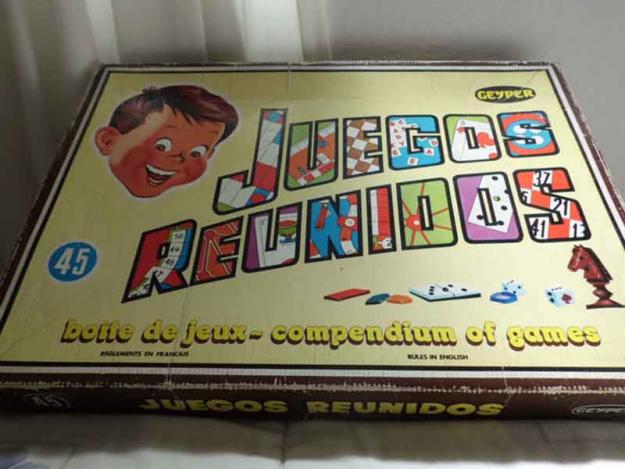 GEYPER
JUEGOS
REUNIDOS
45
boîte de jeux ~ compendium of games
REGLEMENTS EN FRANCAIS
RULES IN ENGLISH
45
JUEGOS REUNIDOS
GEYPER